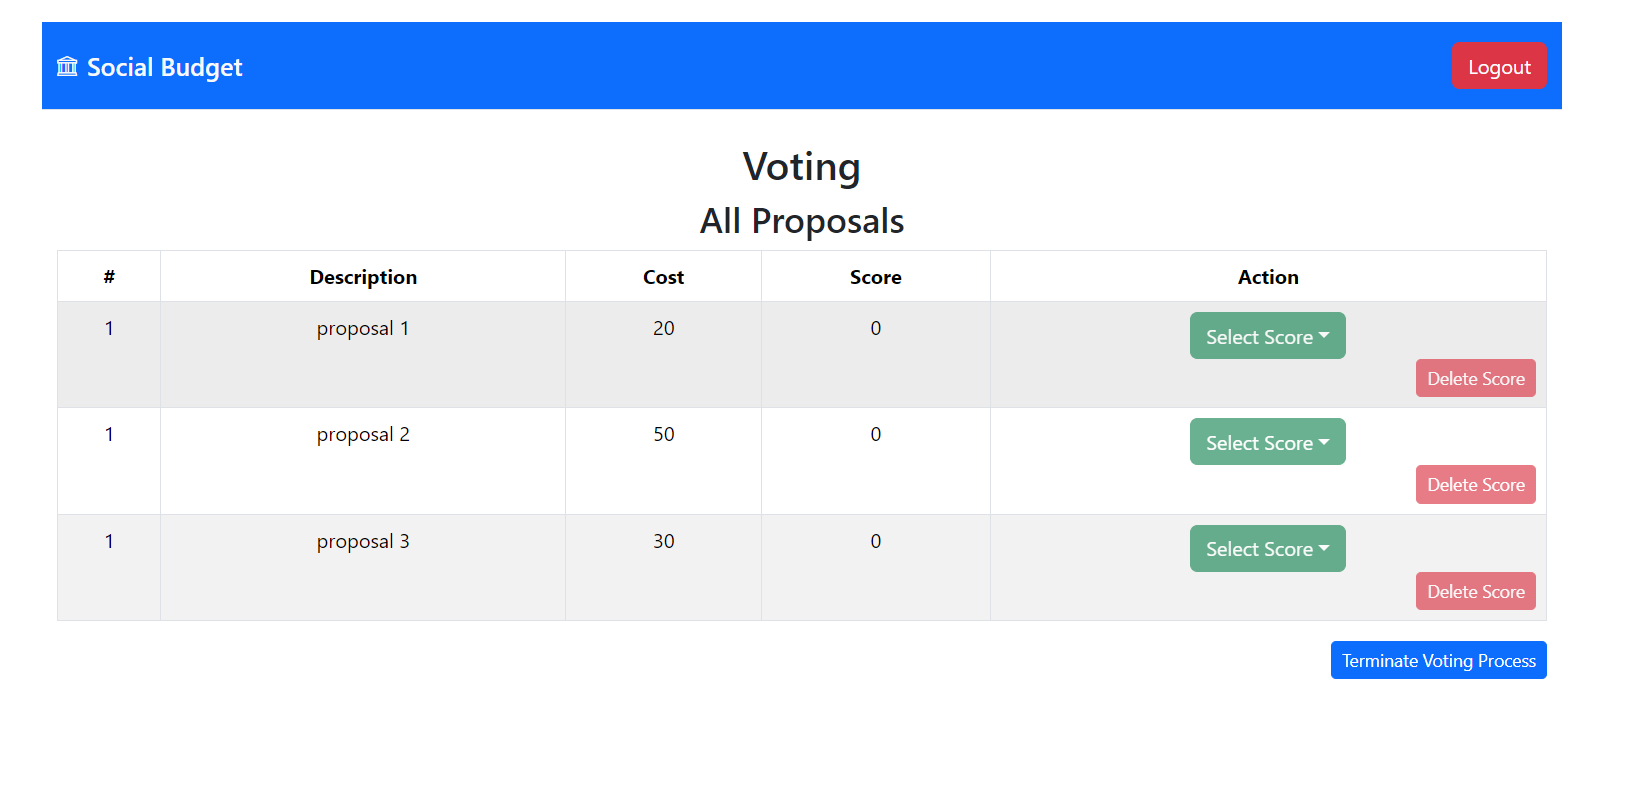 Social Budget Logout
Voting
All Proposals
# Description Cost Score Action
1 proposal 1 20 0 Select Score
Delete Score
1 proposal 2 50 0 Select Score
Delete Score
1 proposal 3 30 0 Select Score
Delete Score
Terminate Voting Process